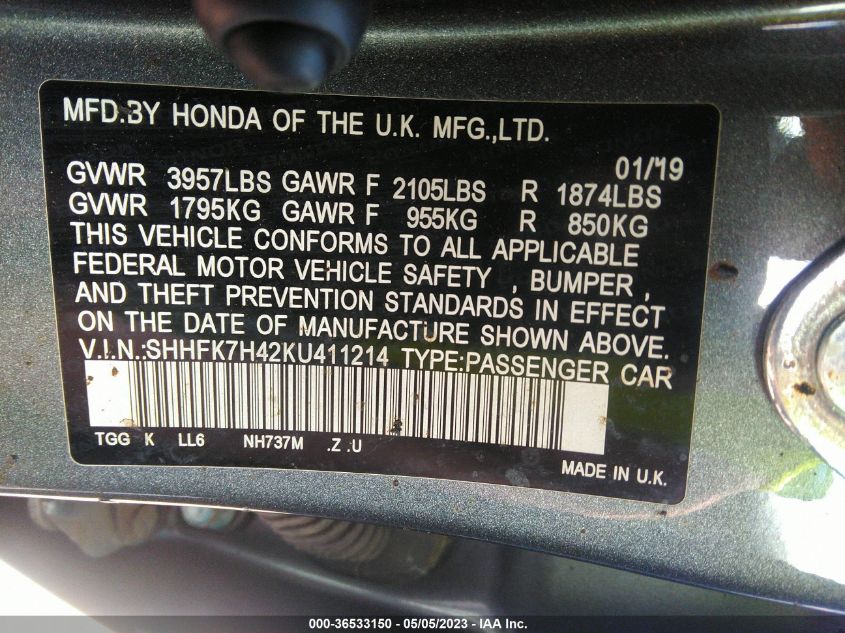 MFD.BY HONDA OF THE U.K. MFG.,LTD.
01/'19
GVWR 3957LBS GAWR F 2105LBS R 1874LBS
GVWR 1795KG GAWR F 955KG R 850KG
THIS VEHICLE CONFORMS TO ALL APPLICABLE
FEDERAL MOTOR VEHICLE SAFETY , BUMPER ,
AND THEFT PREVENTION STANDARDS IN EFFECT
ON THE DATE OF MANUFACTURE SHOWN ABOVE.
V.I.N.:SHHFK7H42KU411214 TYPE:PASSENGER CAR
TGG K LL6 NH737M .Z .U
MADE IN U.K.
000-36533150 - 05/05/2023 - IAA Inc.